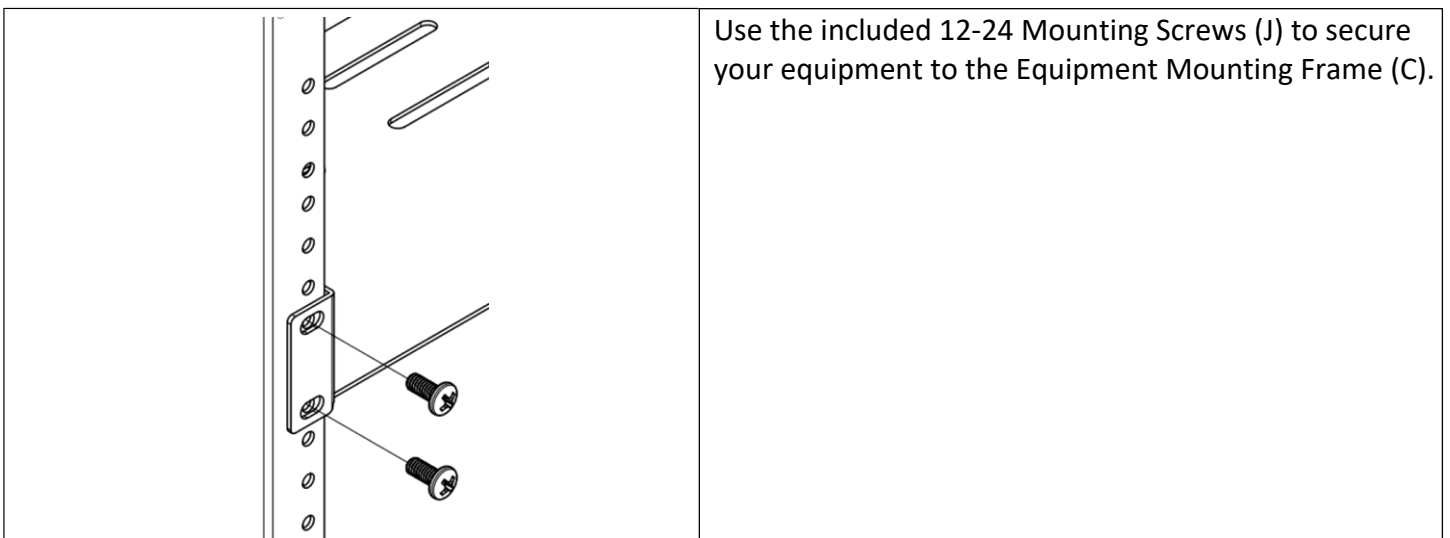 Use the included 12-24 Mounting Screws (J) to secure
your equipment to the Equipment Mounting Frame (C).